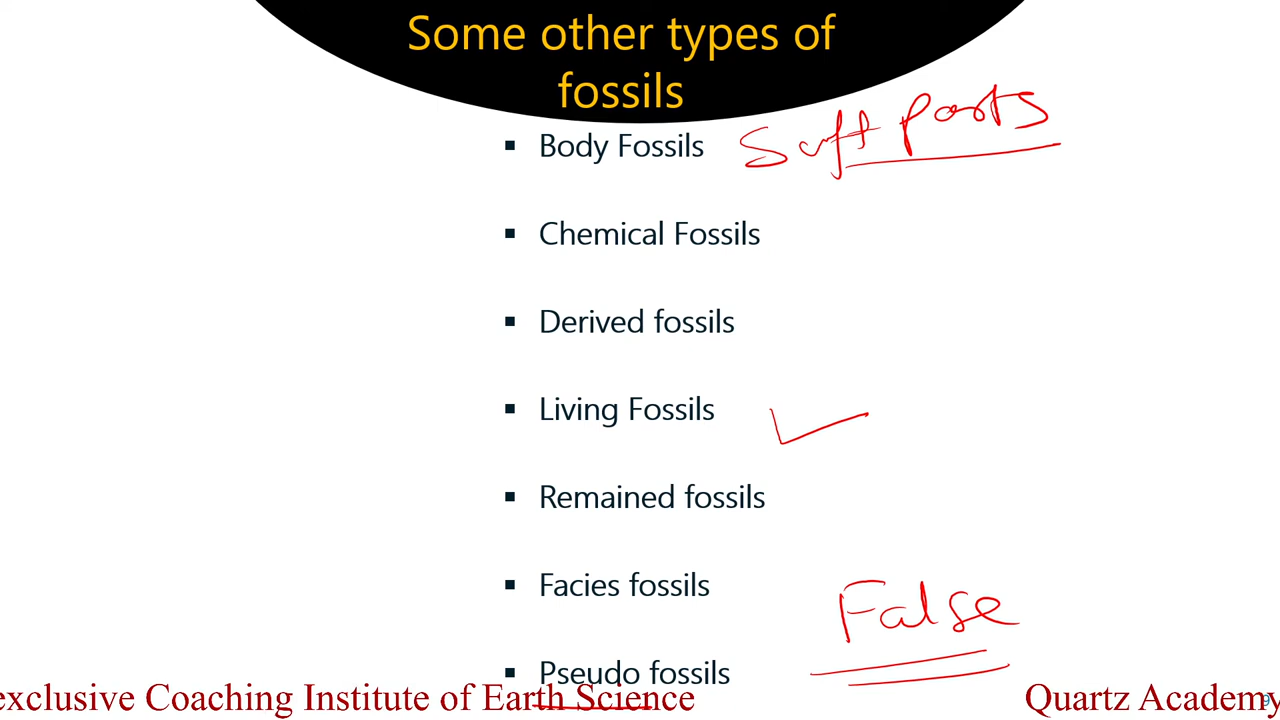 Some other types of
fossils
▪ Body Fossils Soft Parts
▪ Chemical Fossils
▪ Derived fossils
▪ Living Fossils
▪ Remained fossils
▪ Facies fossils
False
▪ Pseudo fossils
exclusive Coaching Institute of Earth Science Quartz Academy 9